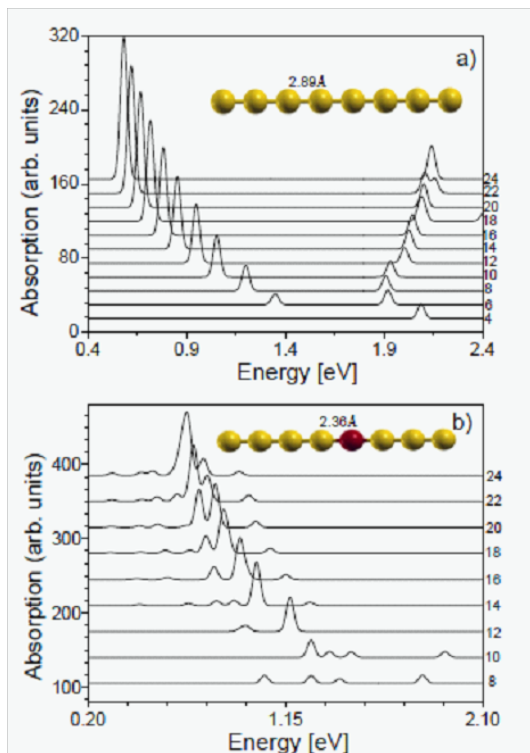 320
240
160
80
0
Absorption (arb. units)
a)
2.89Å
24
22
20
18
16
14
12
10
8
6
4
0.4 0.9 1.4 1.9 2.4
Energy [eV]
400
300
200
100
Absorption (arb. units)
b)
2.36Å
24
22
20
18
16
14
12
10
8
0.20 1.15 2.10
Energy [eV]